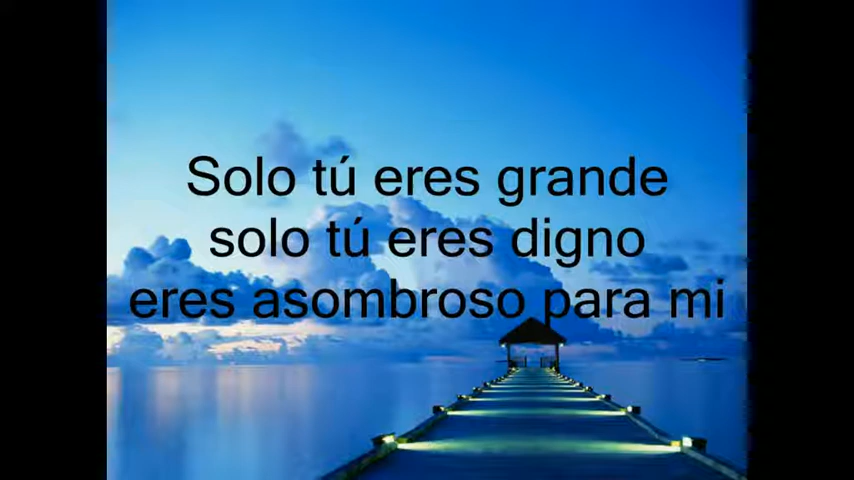 Solo tú eres grande
solo tú eres digno
eres asombroso para mi